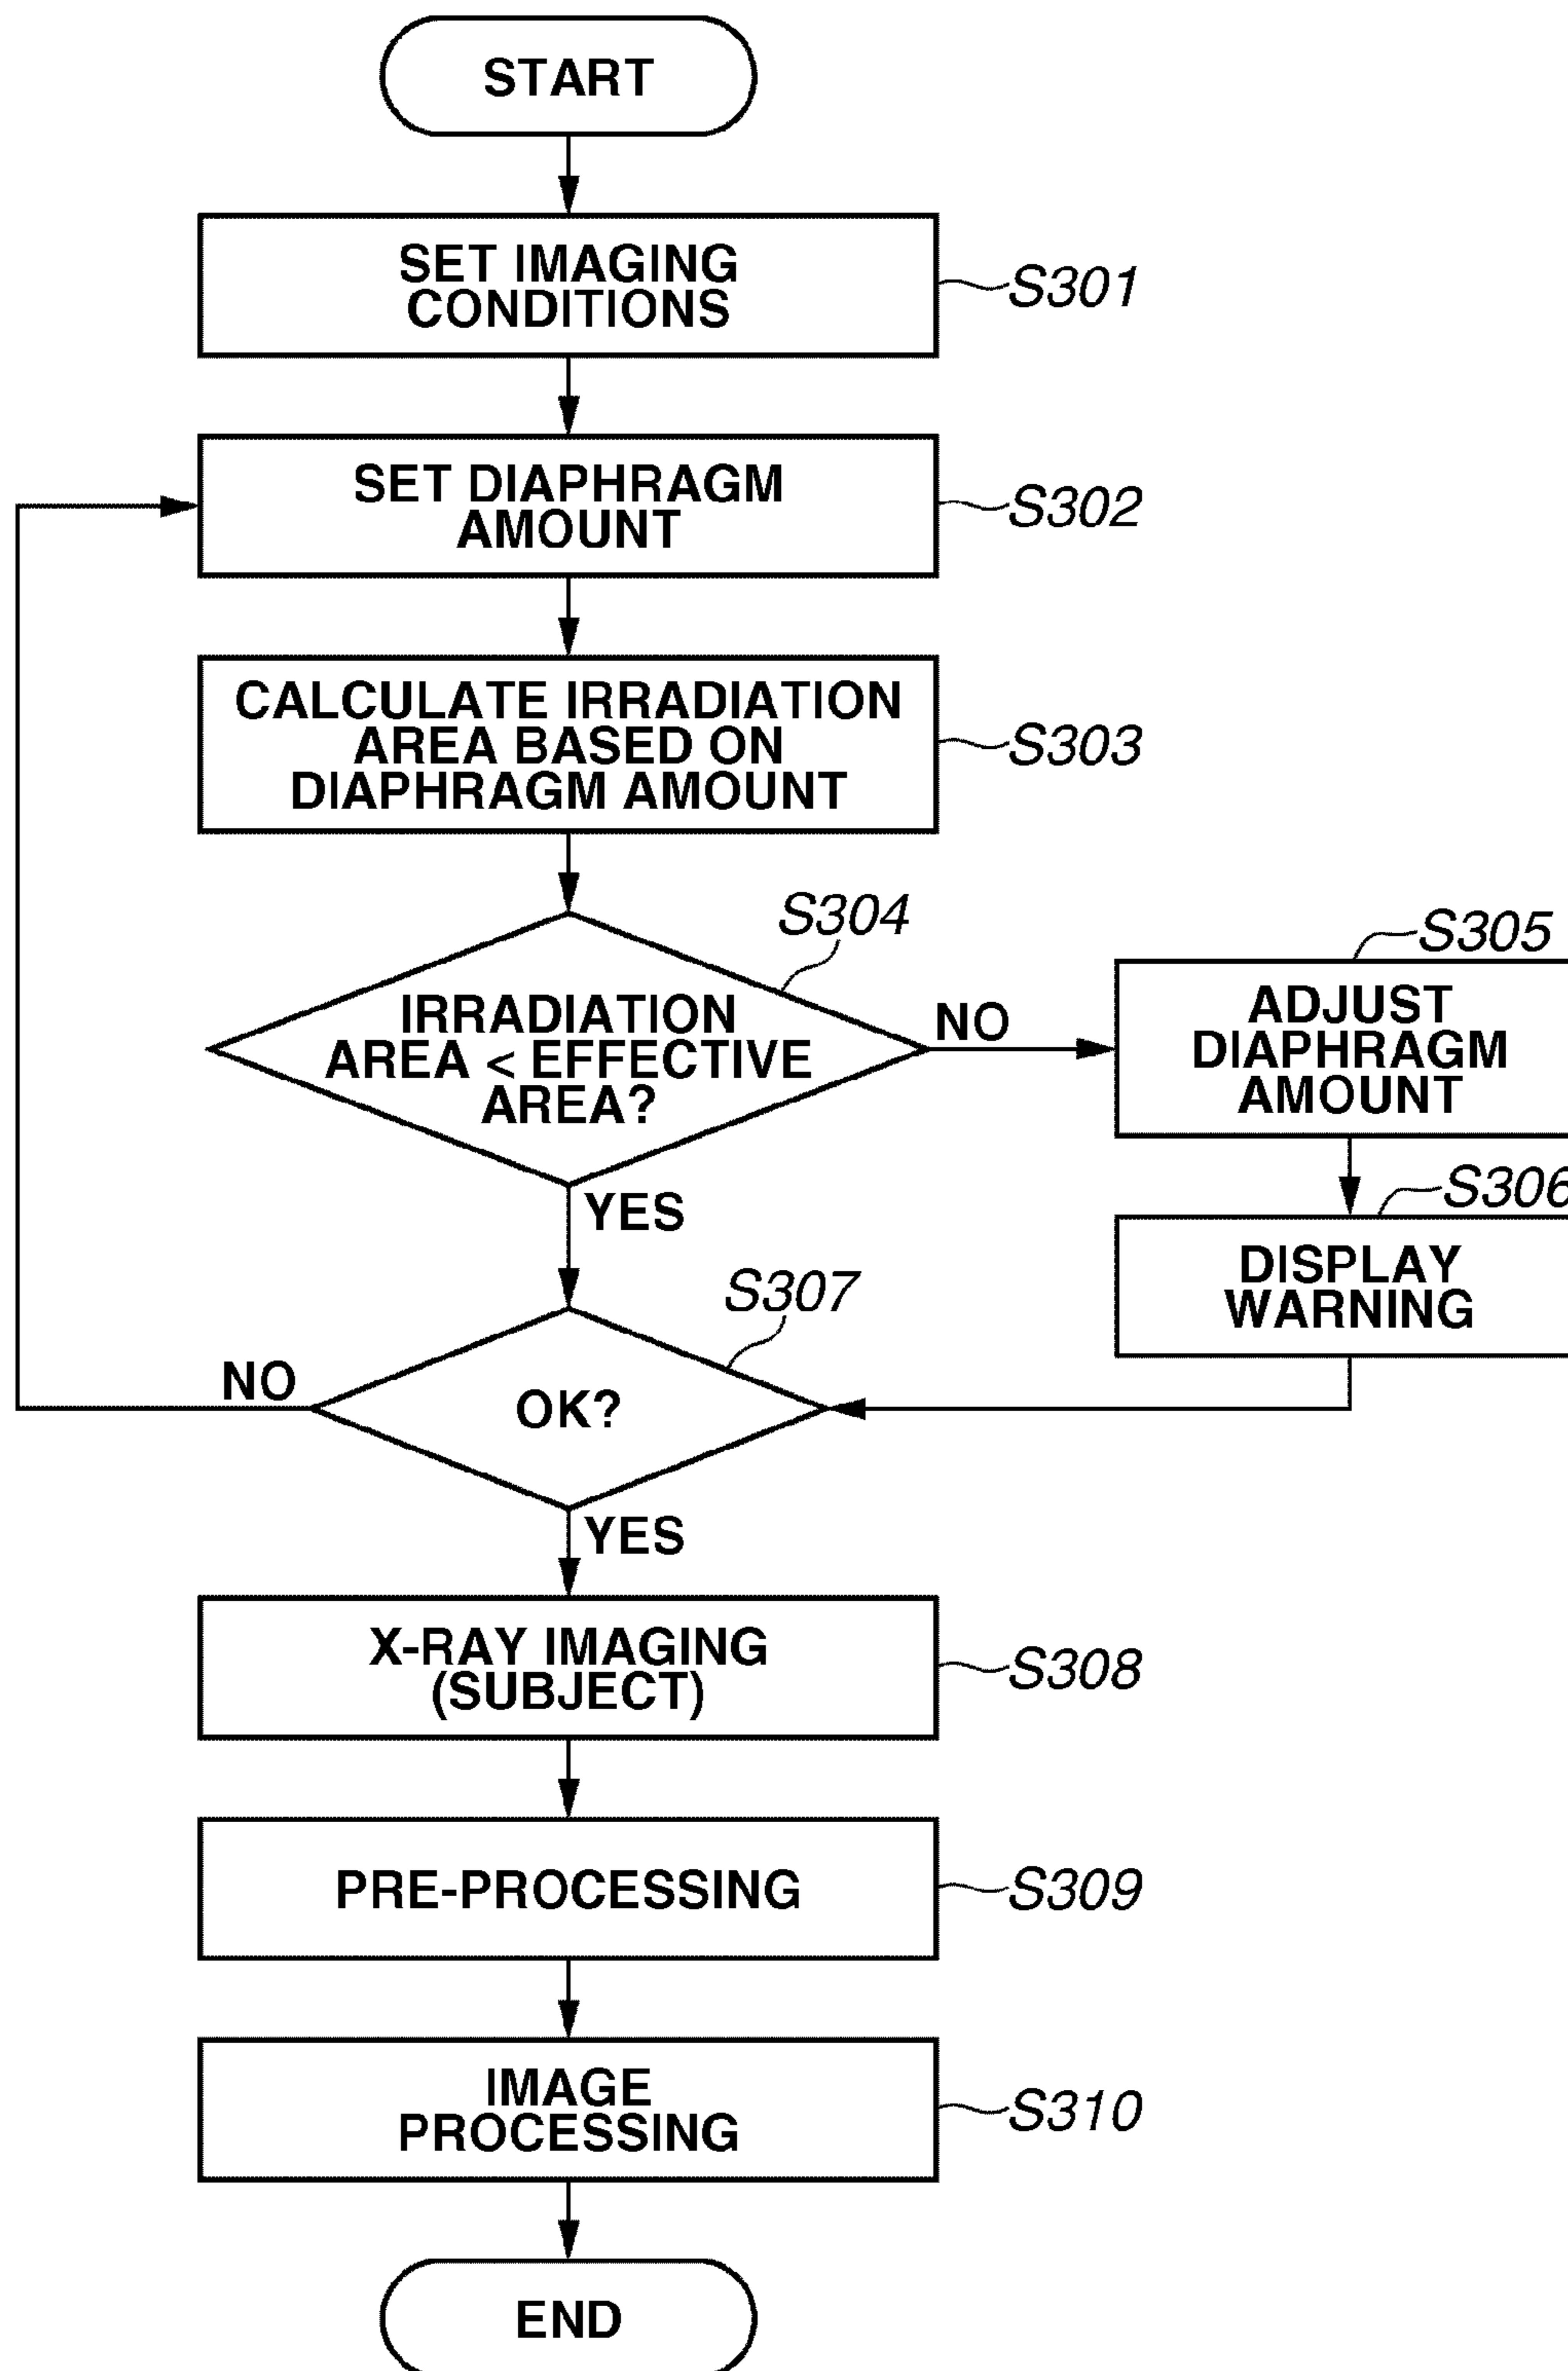 START
SET IMAGING
CONDITIONS
S301
SET DIAPHRAGM
AMOUNT
S302
CALCULATE IRRADIATION
AREA BASED ON
DIAPHRAGM AMOUNT
S303
S304
IRRADIATION
AREA < EFFECTIVE
AREA?
NO
S305
ADJUST
DIAPHRAGM
AMOUNT
YES
S306
DISPLAY
WARNING
S307
NO
OK?
YES
X-RAY IMAGING
(SUBJECT)
S308
PRE-PROCESSING
S309
IMAGE
PROCESSING
S310
END